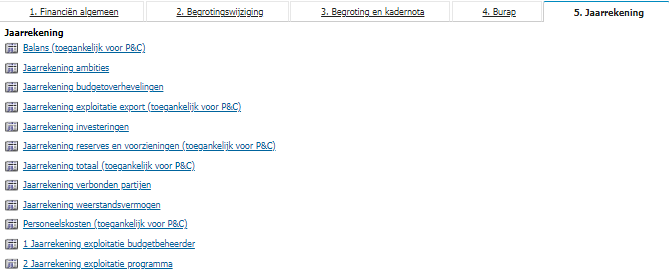 1. Financiën algemeen 2. Begrotingswijziging 3. Begroting en kadernota 4. Burap 5. Jaarrekening
Jaarrekening
Balans (toegankelijk voor P&C)
Jaarrekening ambities
Jaarrekening budgetoverhevelingen
Jaarrekening exploitatie export (toegankelijk voor P&C)
Jaarrekening investeringen
Jaarrekening reserves en voorzieningen (toegankelijk voor P&C)
Jaarrekening totaal (toegankelijk voor P&C)
Jaarrekening verbonden partijen
Jaarrekening weerstandsvermogen
Personeelskosten (toegankelijk voor P&C)
1 Jaarrekening exploitatie budgetbeheerder
2 Jaarrekening exploitatie programma